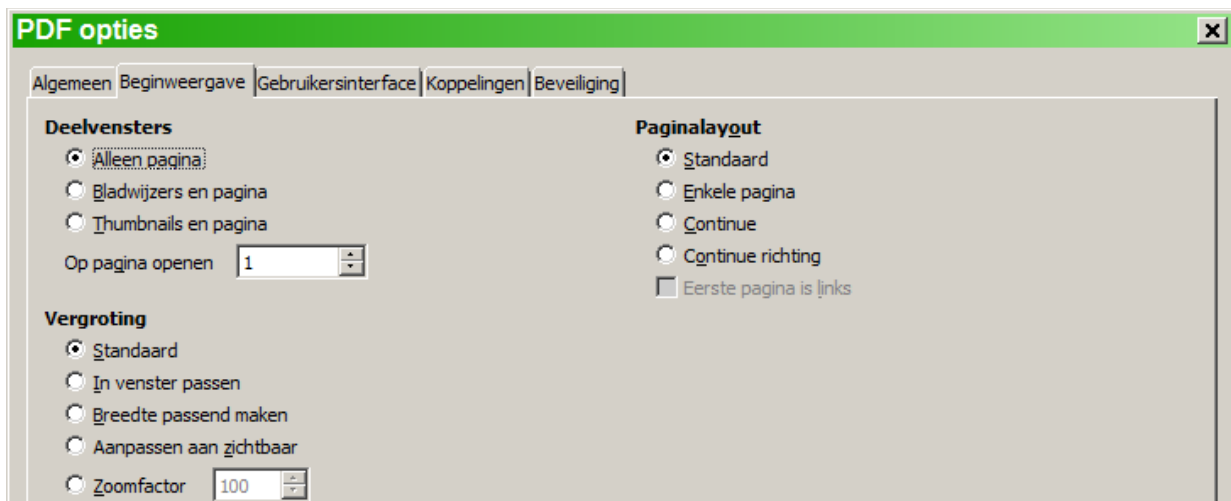 PDF opties
Algemeen Beginweergave Gebruikersinterface Koppelingen Beveiliging
Deelvensters
Alleen pagina
Bladwijzers en pagina
Thumbnails en pagina
Op pagina openen 1
Vergroting
Standaard
In venster passen
Breedte passend maken
Aanpassen aan zichtbaar
Zoomfactor 100
Paginalayout
Standaard
Enkele pagina
Continue
Continue richting
Eerste pagina is links